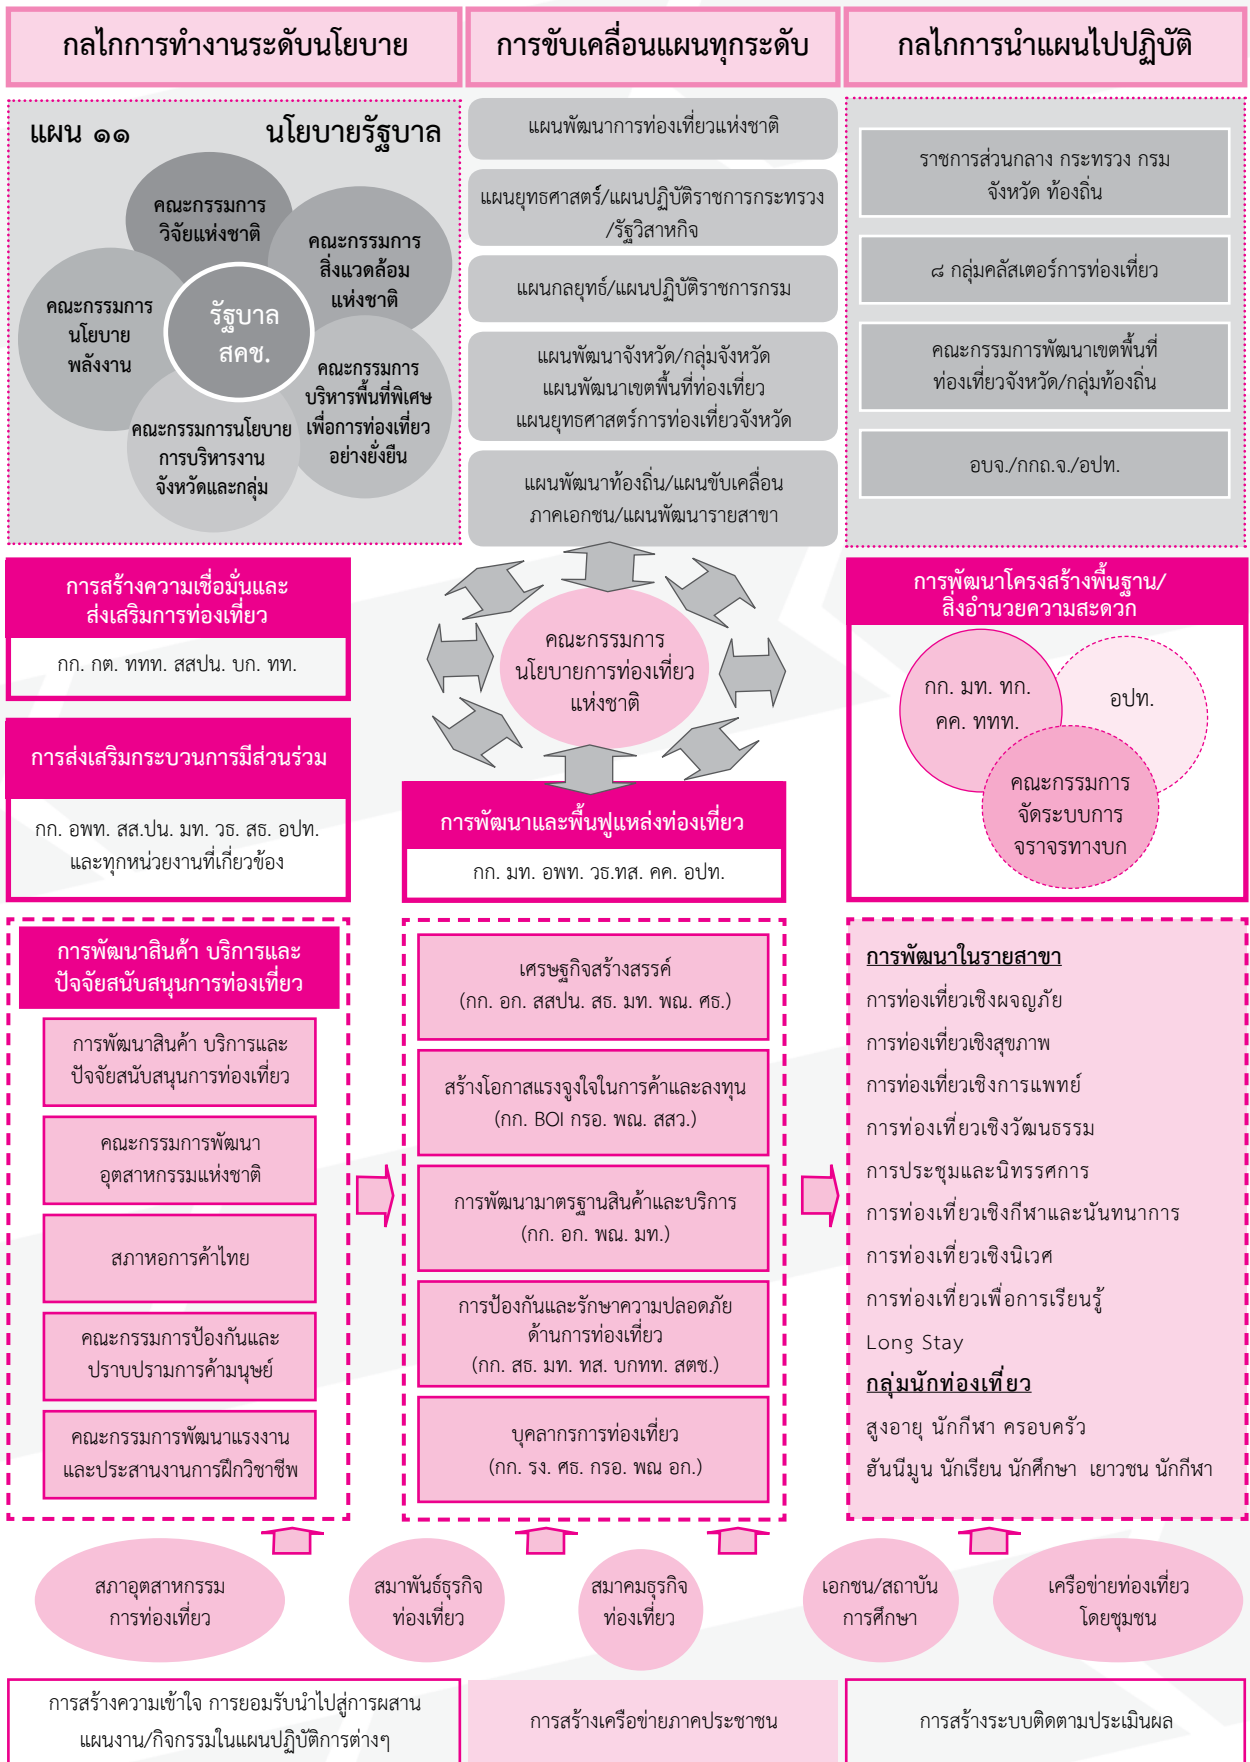 กลไกการทำงานระดับนโยบาย
การขับเคลื่อนแผนทุกระดับ
กลไกการนำแผนไปปฏิบัติ
แผน ๑๑
นโยบายรัฐบาล
คณะกรรมการ
วิจัยแห่งชาติ
คณะกรรมการ
สิ่งแวดล้อม
แห่งชาติ
คณะกรรมการ
นโยบาย
พลังงาน
รัฐบาล
สคช.
คณะกรรมการ
บริหารพื้นที่พิเศษ
เพื่อการท่องเที่ยว
อย่างยั่งยืน
คณะกรรมการนโยบาย
การบริหารงาน
จังหวัดและกลุ่ม
แผนพัฒนาการท่องเที่ยวแห่งชาติ
แผนยุทธศาสตร์/แผนปฏิบัติราชการกระทรวง
/รัฐวิสาหกิจ
แผนกลยุทธ์/แผนปฏิบัติราชการกรม
แผนพัฒนาจังหวัด/กลุ่มจังหวัด
แผนพัฒนาเขตพื้นที่ท่องเที่ยว
แผนยุทธศาสตร์การท่องเที่ยวจังหวัด
แผนพัฒนาท้องถิ่น/แผนขับเคลื่อน
ภาคเอกชน/แผนพัฒนารายสาขา
ราชการส่วนกลาง กระทรวง กรม
จังหวัด ท้องถิ่น
๘ กลุ่มคลัสเตอร์การท่องเที่ยว
คณะกรรมการพัฒนาเขตพื้นที่
ท่องเที่ยวจังหวัด/กลุ่มท้องถิ่น
อบจ./กกถ.จ./อปท.
การสร้างความเชื่อมั่นและ
ส่งเสริมการท่องเที่ยว
กก. กต. ททท. สสปน. บก. ทท.
การส่งเสริมกระบวนการมีส่วนร่วม
กก. อพท. สส.ปน. มท. วธ. สธ. อปท.
และทุกหน่วยงานที่เกี่ยวข้อง
คณะกรรมการ
นโยบายการท่องเที่ยว
แห่งชาติ
การพัฒนาและพื้นฟูแหล่งท่องเที่ยว
กก. มท. อพท. วธ.ทส. คค. อปท.
การพัฒนาโครงสร้างพื้นฐาน/
สิ่งอำนวยความสะดวก
กก. มท. ทก.
คค. ททท.
อปท.
คณะกรรมการ
จัดระบบการ
จราจรทางบก
การพัฒนาสินค้า บริการและ
ปัจจัยสนับสนุนการท่องเที่ยว
การพัฒนาสินค้า บริการและ
ปัจจัยสนับสนุนการท่องเที่ยว
คณะกรรมการพัฒนา
อุตสาหกรรมแห่งชาติ
สภาหอการค้าไทย
คณะกรรมการป้องกันและ
ปราบปรามการค้ามนุษย์
คณะกรรมการพัฒนาแรงงาน
และประสานงานการฝึกวิชาชีพ
เศรษฐกิจสร้างสรรค์
(กก. อก. สสปน. สธ. มท. พณ. ศธ.)
สร้างโอกาสแรงจูงใจในการค้าและลงทุน
(กก. BOI กรอ. พณ. สสว.)
การพัฒนามาตรฐานสินค้าและบริการ
(กก. อก. พณ. มท.)
การป้องกันและรักษาความปลอดภัย
ด้านการท่องเที่ยว
(กก. สธ. มท. ทส. บกทท. สตช.)
บุคลากรการท่องเที่ยว
(กก. รง. ศธ. กรอ. พณ อก.)
การพัฒนาในรายสาขา
การท่องเที่ยวเชิงผจญภัย
การท่องเที่ยวเชิงสุขภาพ
การท่องเที่ยวเชิงการแพทย์
การท่องเที่ยวเชิงวัฒนธรรม
การประชุมและนิทรรศการ
การท่องเที่ยวเชิงกีฬาและนันทนาการ
การท่องเที่ยวเชิงนิเวศ
การท่องเที่ยวเพื่อการเรียนรู้
Long Stay
กลุ่มนักท่องเที่ยว
สูงอายุ นักกีฬา ครอบครัว
ฮันนีมูน นักเรียน นักศึกษา เยาวชน นักกีฬา
สภาอุตสาหกรรม
การท่องเที่ยว
สมาพันธ์ธุรกิจ
ท่องเที่ยว
สมาคมธุรกิจ
ท่องเที่ยว
เอกชน/สถาบัน
การศึกษา
เครือข่ายท่องเที่ยว
โดยชุมชน
การสร้างความเข้าใจ การยอมรับนำไปสู่การผสาน
แผนงาน/กิจกรรมในแผนปฏิบัติการต่างๆ
การสร้างเครือข่ายภาคประชาชน
การสร้างระบบติดตามประเมินผล